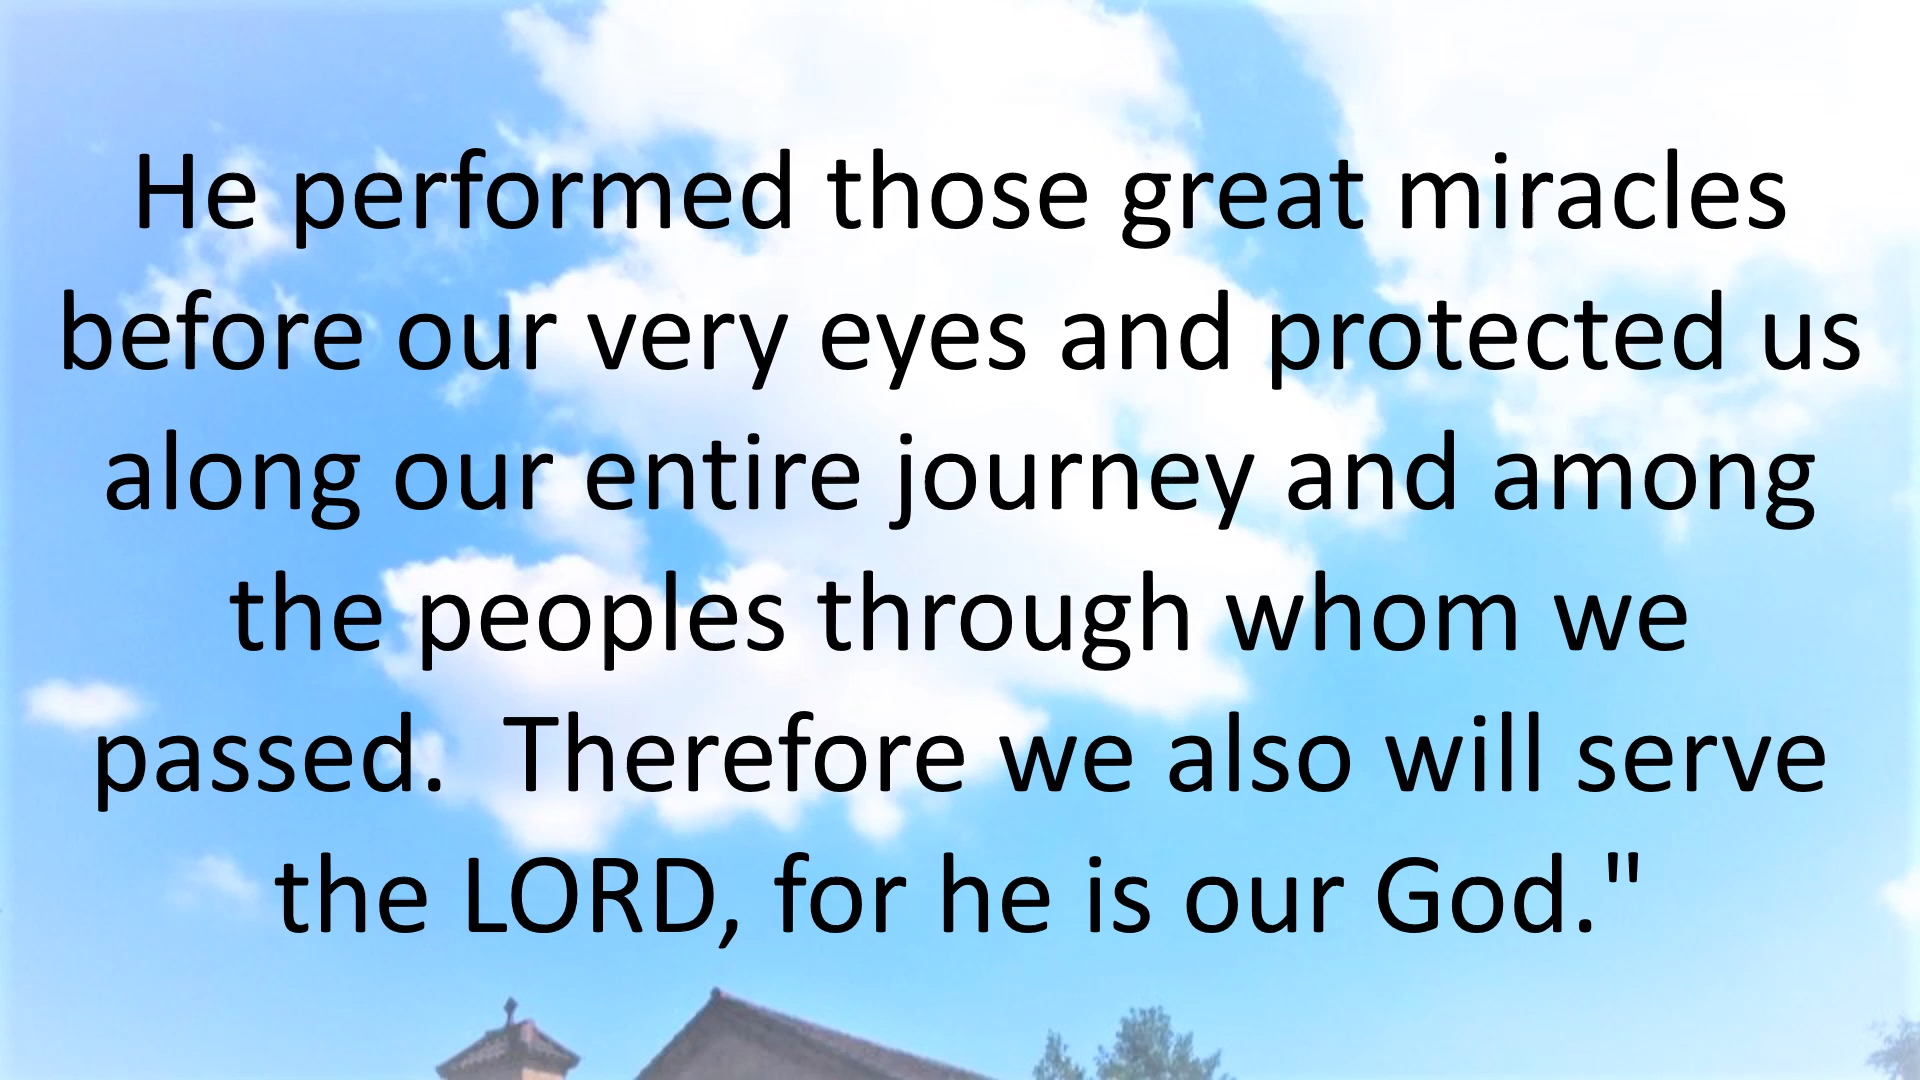 He performed those great miracles
before our very eyes and protected us
along our entire journey and among
the peoples through whom we
passed.  Therefore we also will serve
the LORD, for he is our God."